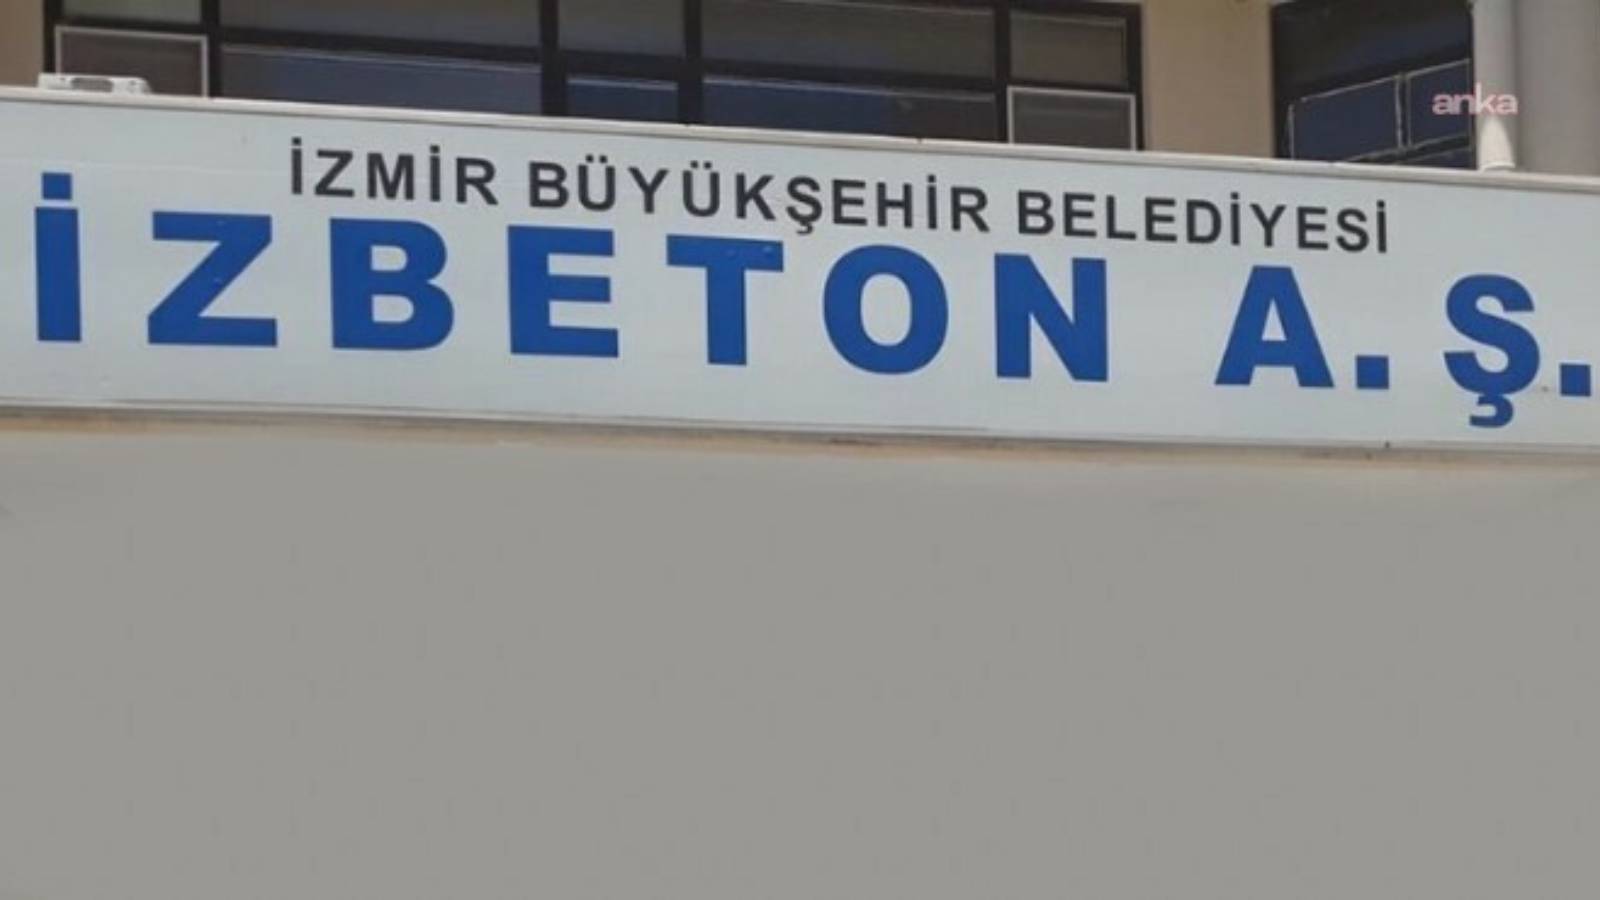 anka
İZMİR BÜYÜKŞEHİR BELEDİYESİ
İZBETON A.Ş.